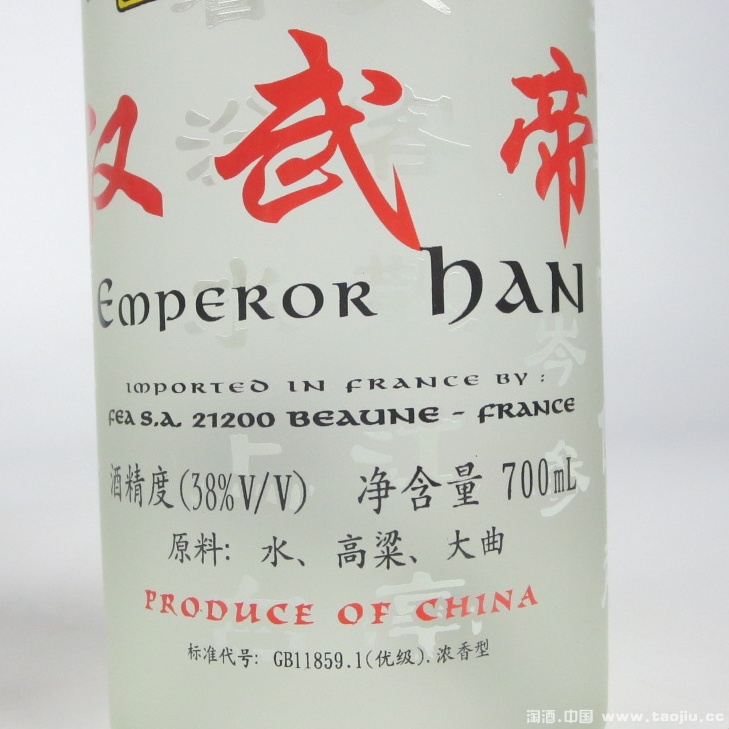 汉武帝
EMPEROR HAN
IMPORTED IN FRANCE BY :
FEA S.A. 21200 BEAUNE - FRANCE
酒精度(38%V/V) 净含量 700mL
原料: 水、高粱、大曲
PRODUCE OF CHINA
标准代号: GB11859.1(优级).浓香型
淘酒.中国 www.taojiu.cc